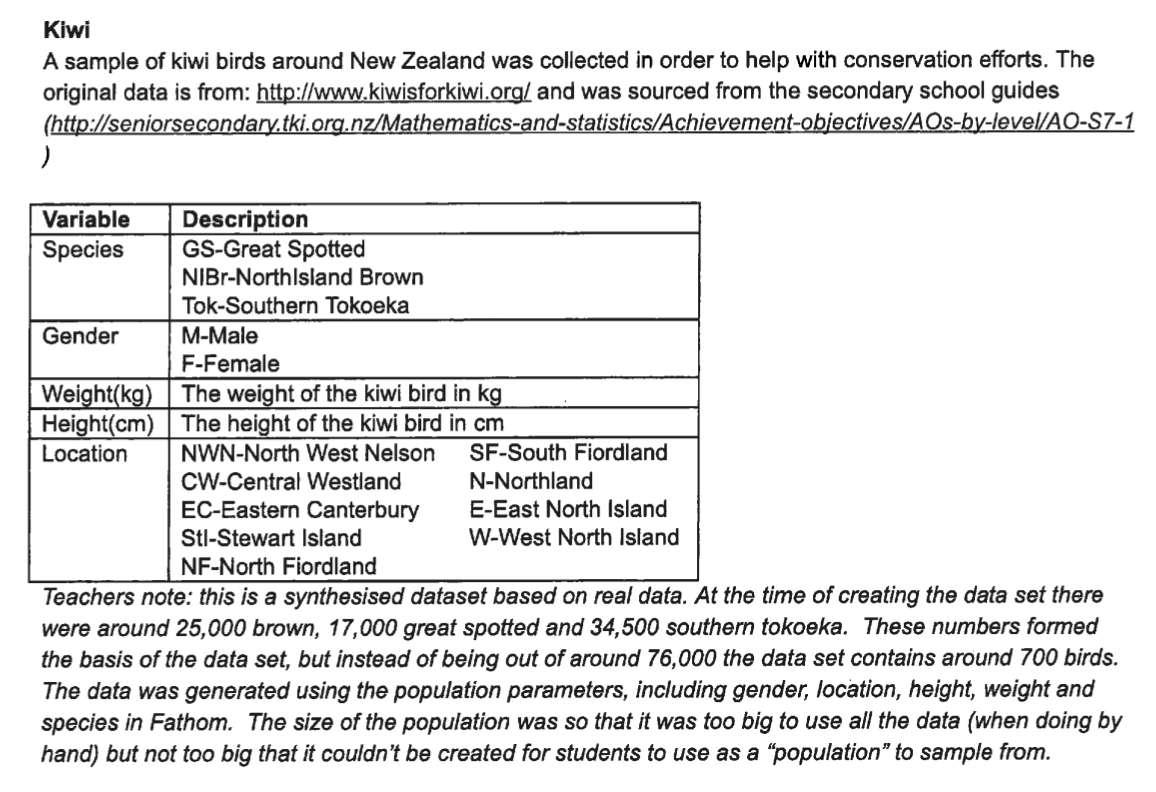 Kiwi
A sample of kiwi birds around New Zealand was collected in order to help with conservation efforts. The
original data is from: http://www.kiwisforkiwi.org/ and was sourced from the secondary school guides
(http://seniorsecondary.tki.org.nz/Mathematics-and-statistics/Achievement-objectives/AOs-by-level/AO-S7-1
)
Variable Description
Species GS-Great Spotted
NIBr-NorthIsland Brown
Tok-Southern Tokoeka
Gender M-Male
F-Female
Weight(kg) The weight of the kiwi bird in kg
Height(cm) The height of the kiwi bird in cm
Location NWN-North West Nelson SF-South Fiordland
CW-Central Westland N-Northland
EC-Eastern Canterbury E-East North Island
StI-Stewart Island W-West North Island
NF-North Fiordland
Teachers note: this is a synthesised dataset based on real data. At the time of creating the data set there
were around 25,000 brown, 17,000 great spotted and 34,500 southern tokoeka. These numbers formed
the basis of the data set, but instead of being out of around 76,000 the data set contains around 700 birds.
The data was generated using the population parameters, including gender, location, height, weight and
species in Fathom. The size of the population was so that it was too big to use all the data (when doing by
hand) but not too big that it couldn't be created for students to use as a "population" to sample from.